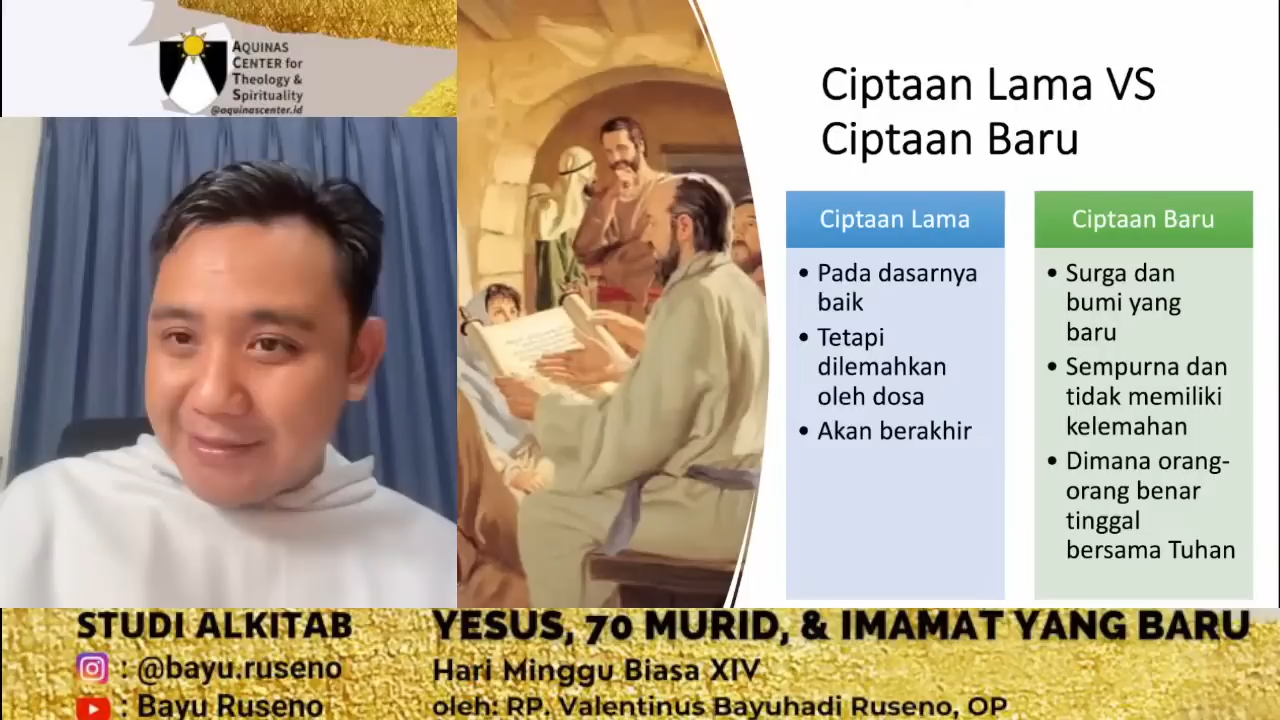 AQUINAS
CENTER for
Theology &
Spirituality
@aquinascenter.id
Ciptaan Lama VS
Ciptaan Baru
Ciptaan Lama
• Pada dasarnya
baik
• Tetapi
dilemahkan
oleh dosa
• Akan berakhir
Ciptaan Baru
• Surga dan
bumi yang
baru
• Sempurna dan
tidak memiliki
kelemahan
• Dimana orang-
orang benar
tinggal
bersama Tuhan
STUDI ALKITAB
: @bayu.ruseno
: Bayu Ruseno
YESUS, 70 MURID, & IMAMAT YANG BARU
Hari Minggu Biasa XIV
oleh: RP. Valentinus Bayuhadi Ruseno, OP